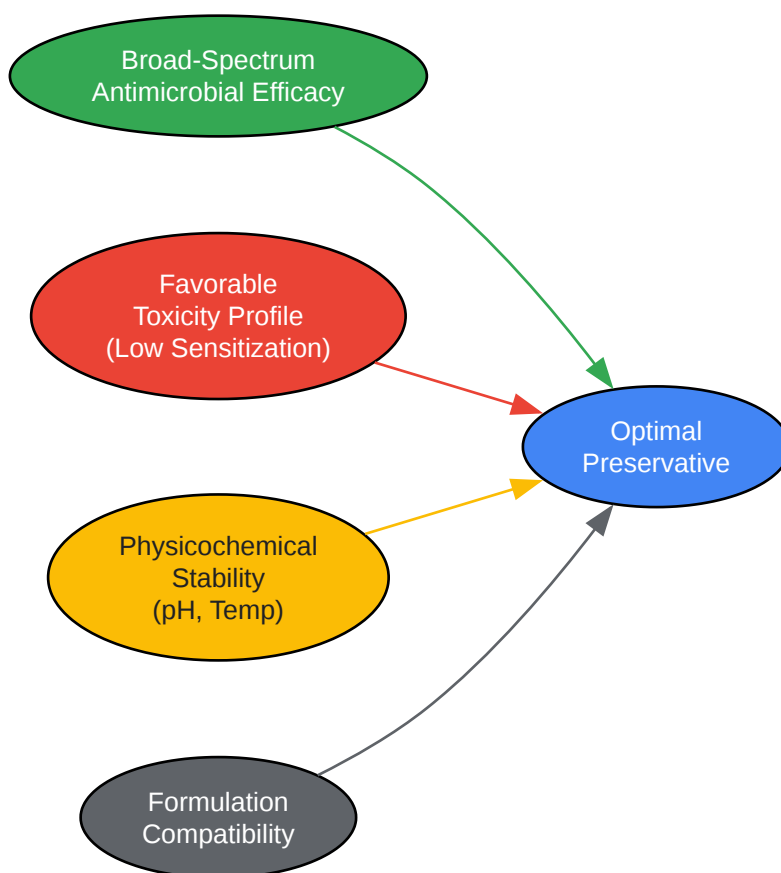 Broad-Spectrum
Antimicrobial Efficacy
Favorable
Toxicity Profile
(Low Sensitization)
Optimal
Preservative
Physicochemical
Stability
(pH, Temp)
Formulation
Compatibility